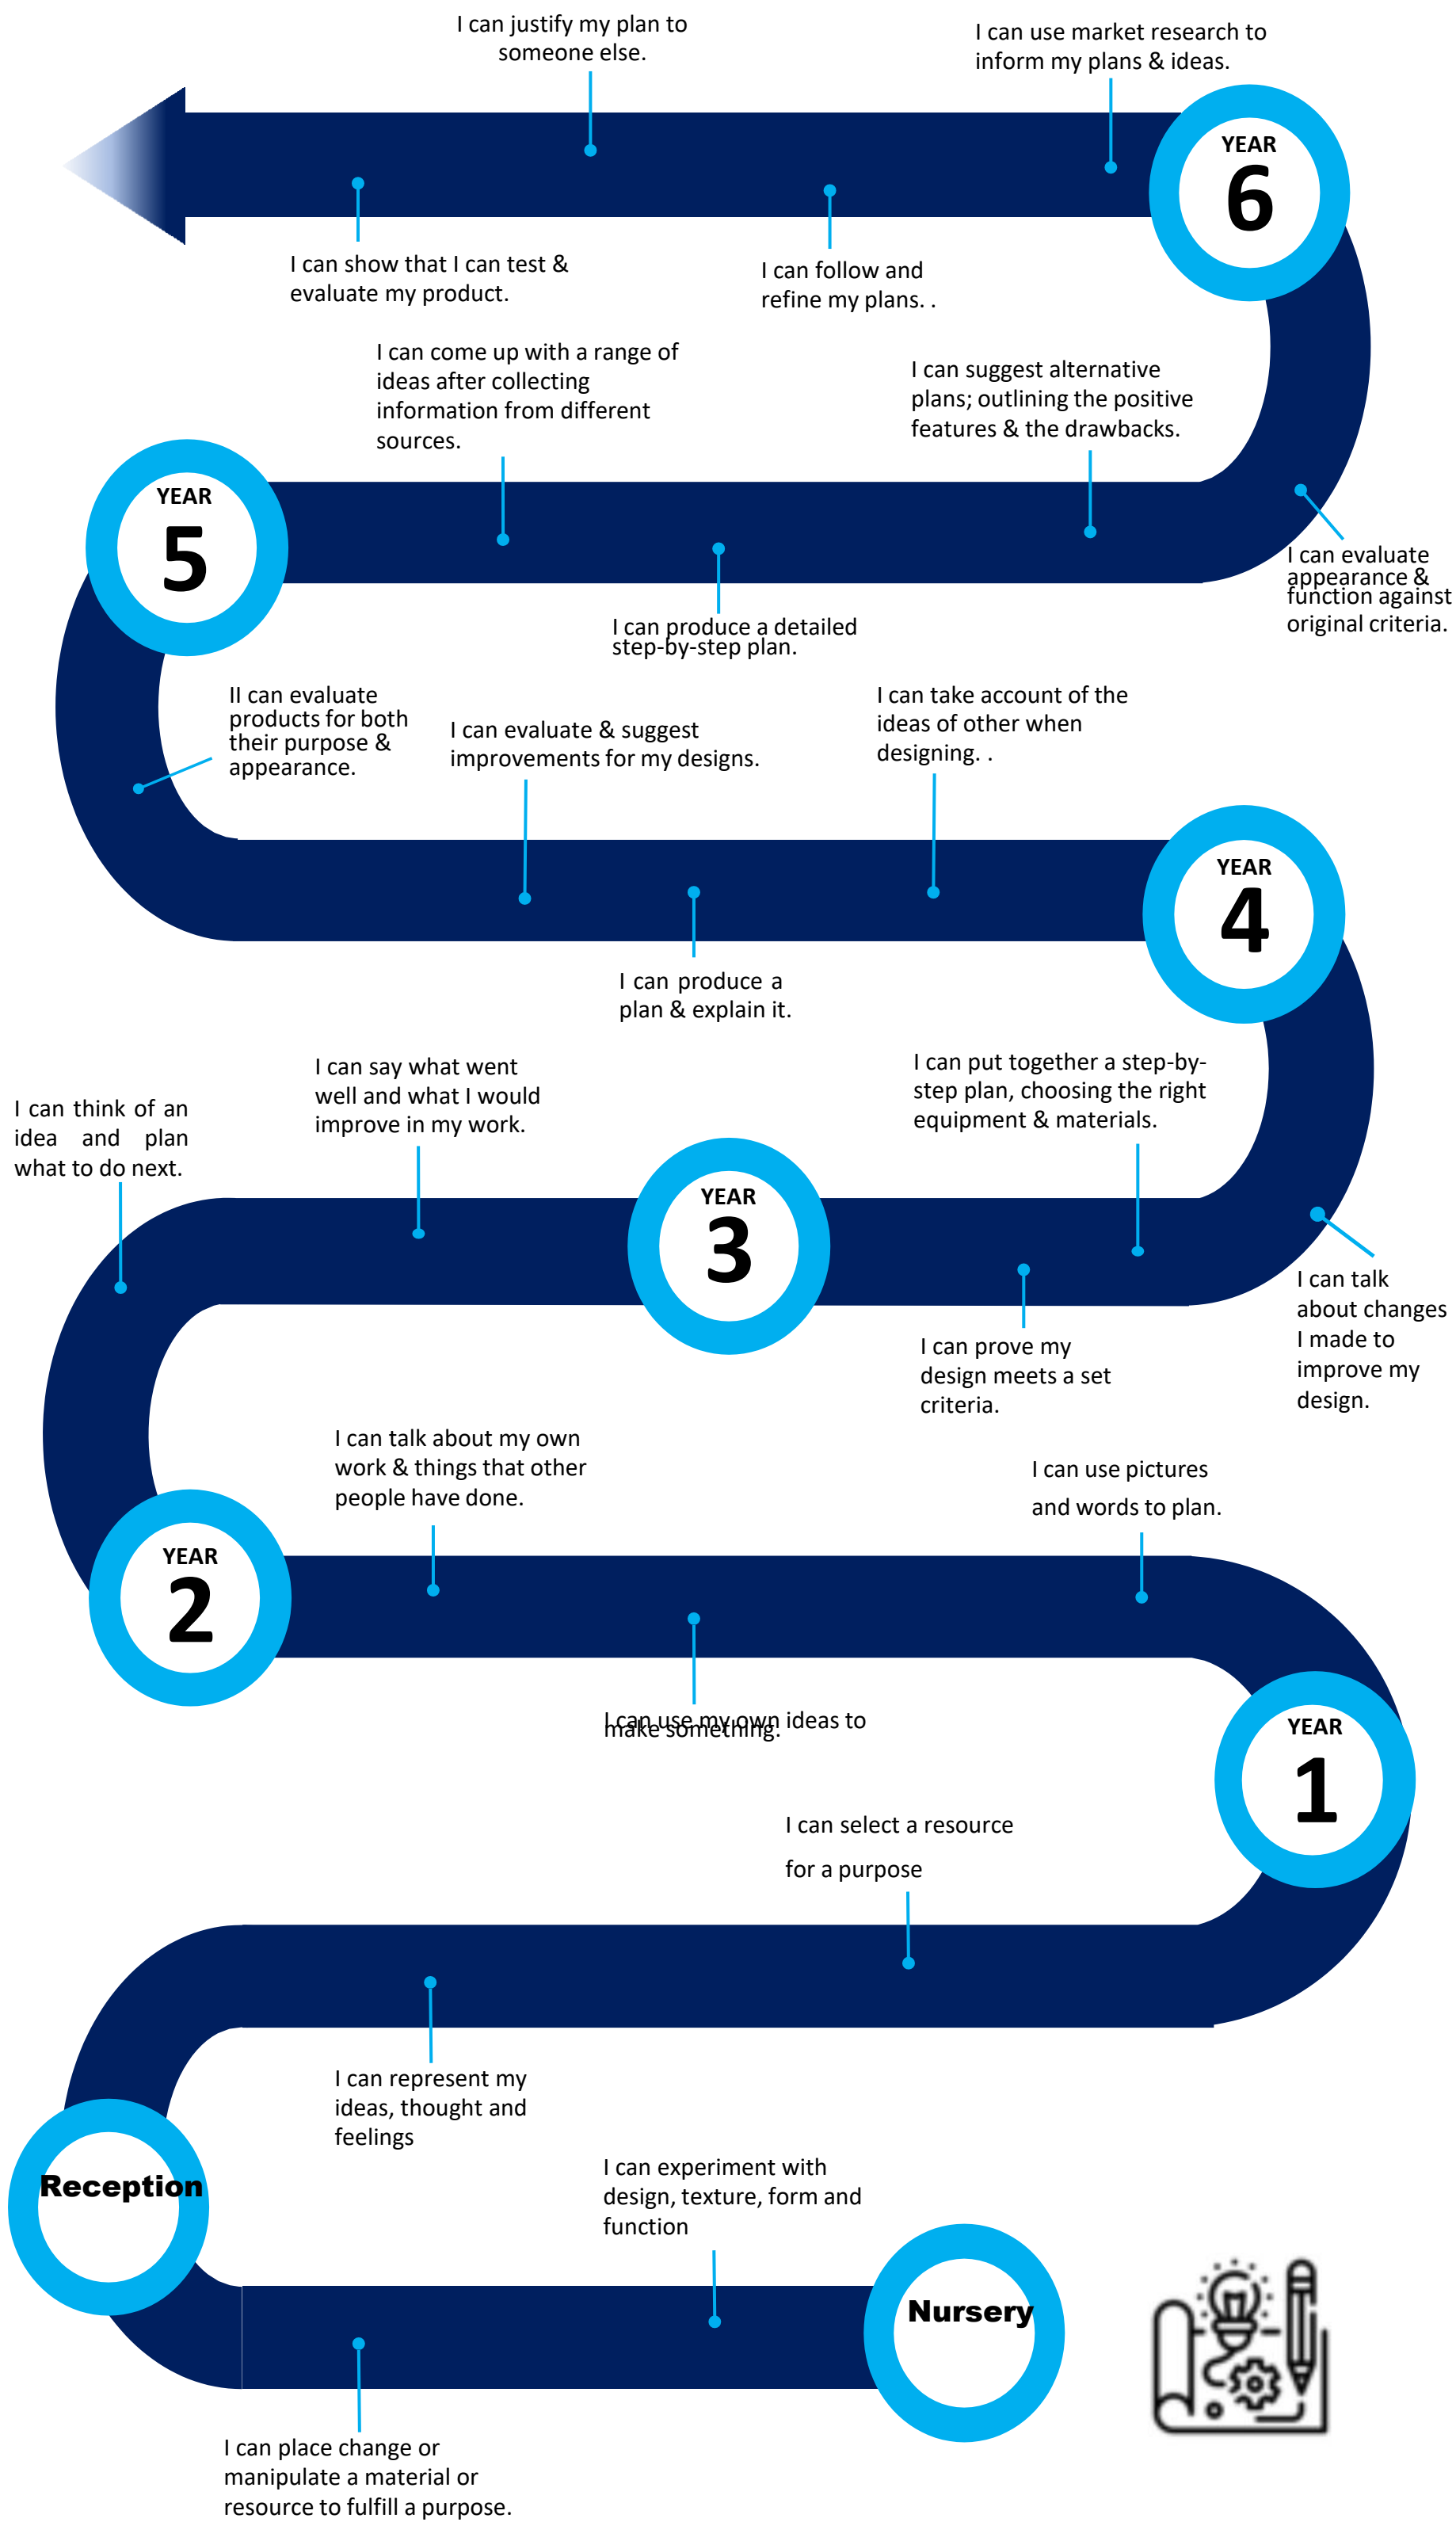 I can justify my plan to
someone else.
I can use market research to
inform my plans & ideas.
YEAR
6
I can show that I can test &
evaluate my product.
I can follow and
refine my plans. .
I can come up with a range of
ideas after collecting
information from different
sources.
I can suggest alternative
plans; outlining the positive
features & the drawbacks.
YEAR
5
I can evaluate
appearance &
function against
original criteria.
I can produce a detailed
step-by-step plan.
II can evaluate
products for both
their purpose &
appearance.
I can evaluate & suggest
improvements for my designs.
I can take account of the
ideas of other when
designing. .
YEAR
4
I can produce a
plan & explain it.
I can think of an
idea and plan
what to do next.
I can say what went
well and what I would
improve in my work.
I can put together a step-by-
step plan, choosing the right
equipment & materials.
YEAR
3
I can prove my
design meets a set
criteria.
I can talk
about changes
I made to
improve my
design.
I can talk about my own
work & things that other
people have done.
I can use pictures
and words to plan.
YEAR
2
I can use my own ideas to
make something.
YEAR
1
I can select a resource
for a purpose
I can represent my
ideas, thought and
feelings
Reception
I can experiment with
design, texture, form and
function
Nursery
I can place change or
manipulate a material or
resource to fulfill a purpose.